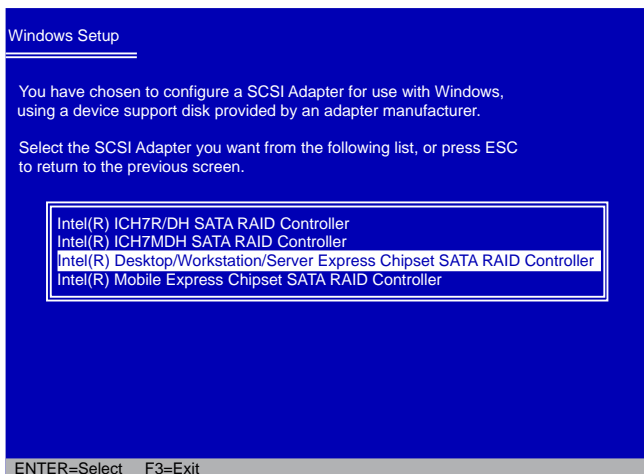 Windows Setup
You have chosen to configure a SCSI Adapter for use with Windows,
using a device support disk provided by an adapter manufacturer.
Select the SCSI Adapter you want from the following list, or press ESC
to return to the previous screen.
Intel(R) ICH7R/DH SATA RAID Controller
Intel(R) ICH7MDH SATA RAID Controller
Intel(R) Desktop/Workstation/Server Express Chipset SATA RAID Controller
Intel(R) Mobile Express Chipset SATA RAID Controller
ENTER=Select F3=Exit